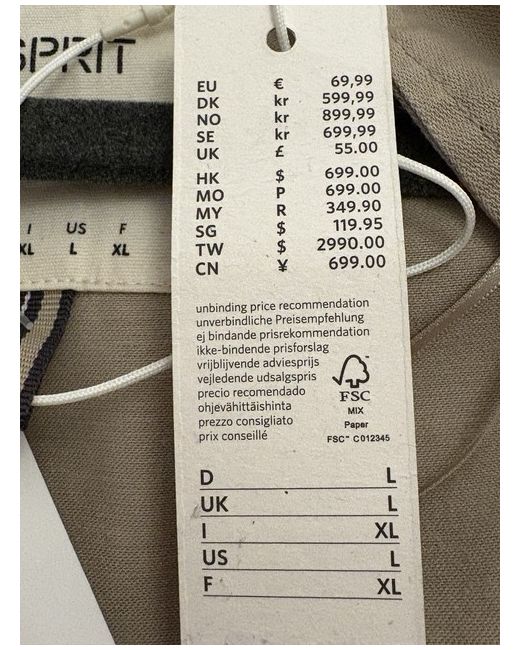 SPRIT
EU € 69,99
DK kr 599,99
NO kr 899,99
SE kr 699,99
UK £ 55.00
HK $ 699.00
MO P 699.00
MY R 349.90
SG $ 119.95
TW $ 2990.00
CN ¥ 699.00
I US F
XL L XL
unbinding price recommendation
unverbindliche Preisempfehlung
ej bindande prisrekommendation
ikke-bindende prisforslag
vrijblijvende adviesprijs
vejledende udsalgspris
precio recomendado
ohjevähittäishinta
prezzo consigliato
prix conseillé
FSC
MIX
Paper
FSC™ C012345
D L
UK L
I XL
US L
F XL